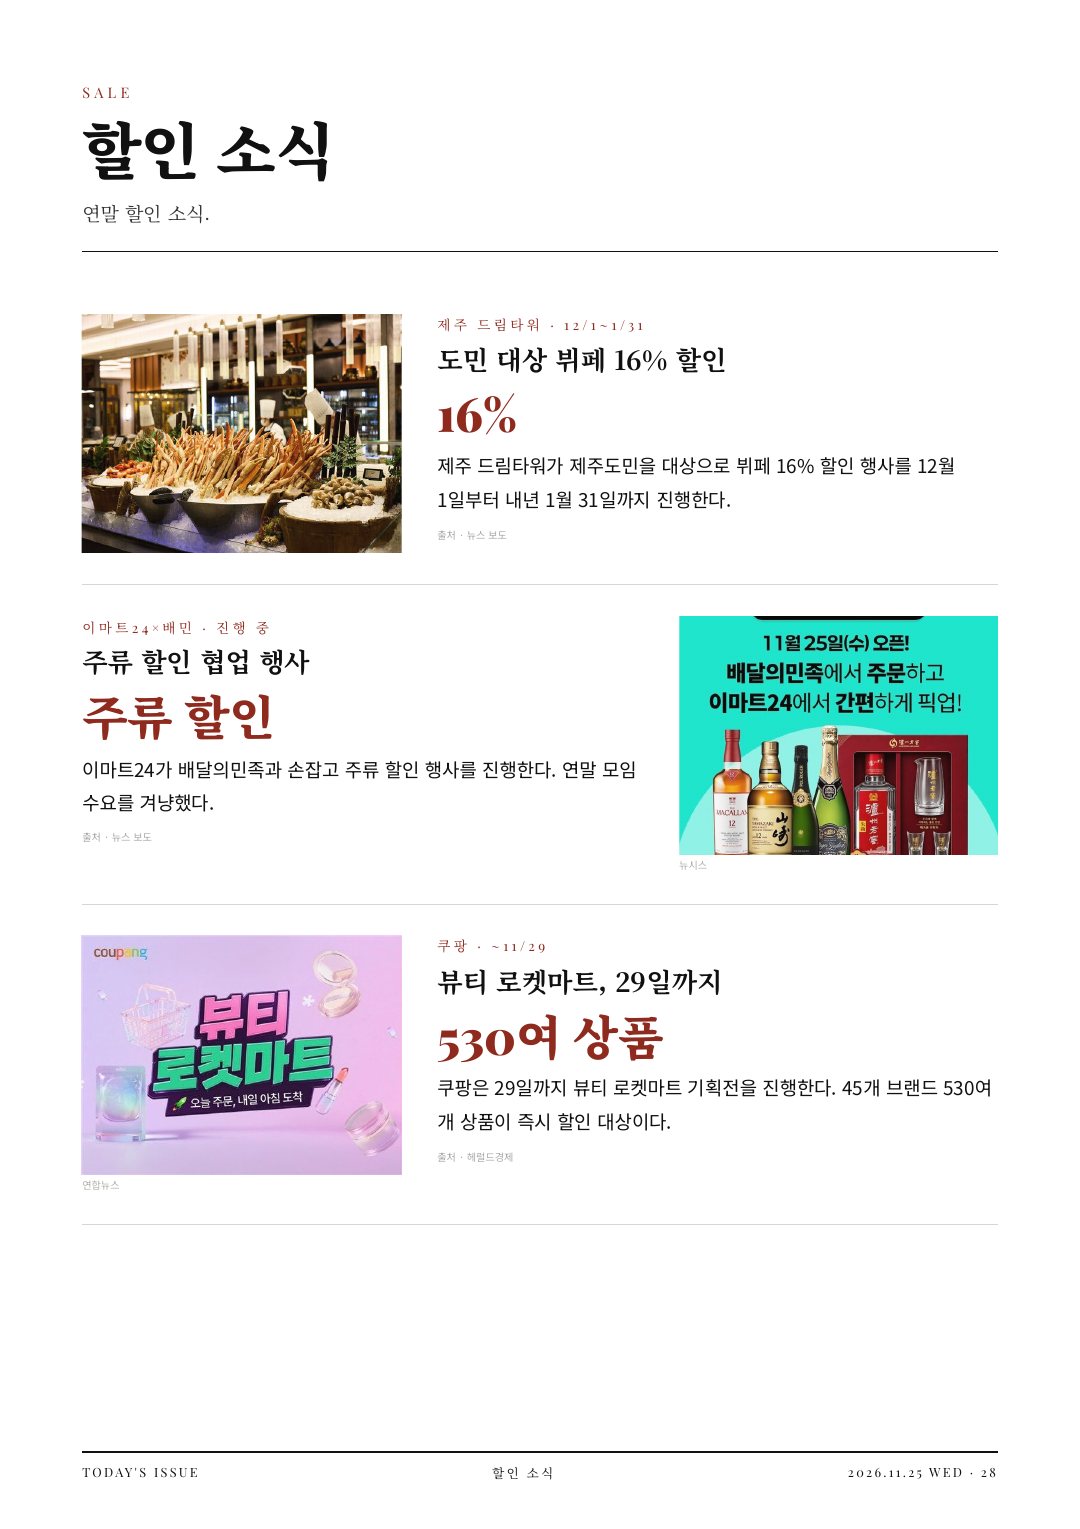 SALE
할인 소식
연말 할인 소식.
제주 드림타워 · 12/1~1/31
도민 대상 뷔페 16% 할인
16%
제주 드림타워가 제주도민을 대상으로 뷔페 16% 할인 행사를 12월
1일부터 내년 1월 31일까지 진행한다.
출처 · 뉴스 보도
이마트24×배민 · 진행 중
주류 할인 협업 행사
주류 할인
이마트24가 배달의민족과 손잡고 주류 할인 행사를 진행한다. 연말 모임
수요를 겨냥했다.
출처 · 뉴스 보도
11월 25일(수) 오픈!
배달의민족에서 주문하고
이마트24에서 간편하게 픽업!
MACALLAN
12
YAMAZAKI
12
山崎
瀘州老窖
瀘州老窖
뉴시스
coupang
뷰티
로켓마트
오늘 주문, 내일 아침 도착
연합뉴스
쿠팡 · ~11/29
뷰티 로켓마트, 29일까지
530여 상품
쿠팡은 29일까지 뷰티 로켓마트 기획전을 진행한다. 45개 브랜드 530여
개 상품이 즉시 할인 대상이다.
출처 · 헤럴드경제
TODAY'S ISSUE
할인 소식
2026.11.25 WED · 28